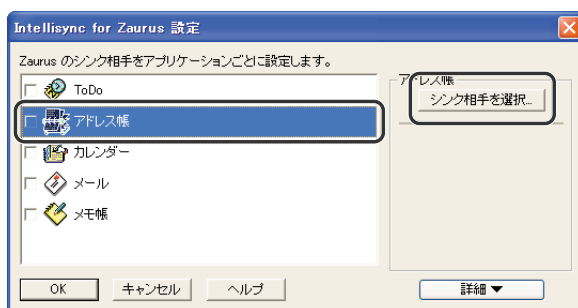 Intellisync for Zaurus 設定
Zaurus のシンク相手をアプリケーションごとに設定します。
ToDo
アドレス帳
カレンダー
メール
メモ帳
アドレス帳
シンク相手を選択...
OK
キャンセル
ヘルプ
詳細▼